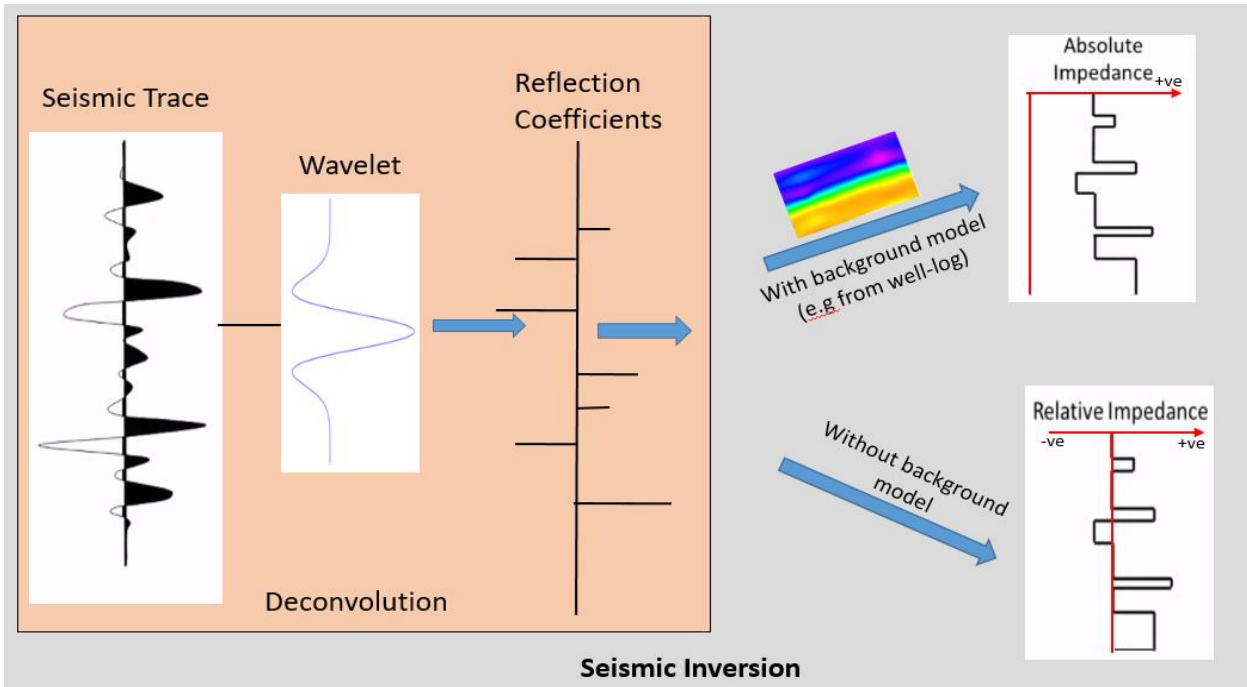 Seismic Trace
Wavelet
Reflection
Coefficients
Deconvolution
With background model
(e.g from well-log)
Absolute
Impedance
+ve
Without background
model
Relative Impedance
-ve
+ve
Seismic Inversion